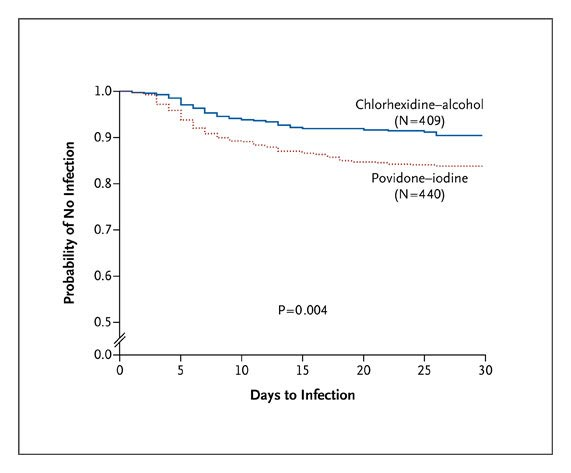 1.0
0.9
0.8
0.7
0.6
0.5
0.0
Probability of No Infection
Chlorhexidine–alcohol
(N=409)
Povidone–iodine
(N=440)
P=0.004
0 5 10 15 20 25 30
Days to Infection